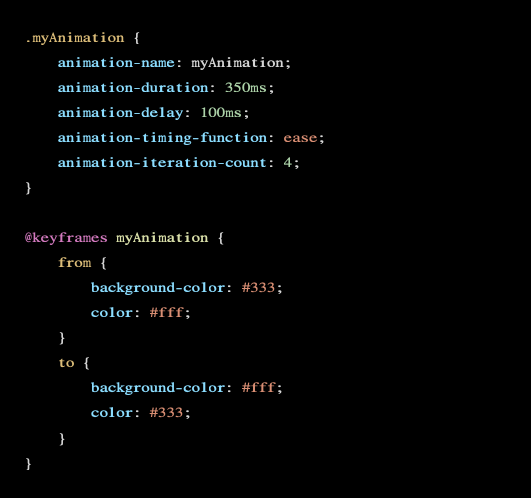 .myAnimation {
    animation-name: myAnimation;
    animation-duration: 350ms;
    animation-delay: 100ms;
    animation-timing-function: ease;
    animation-iteration-count: 4;
}

@keyframes myAnimation {
    from {
        background-color: #333;
        color: #fff;
    }
    to {
        background-color: #fff;
        color: #333;
    }
}